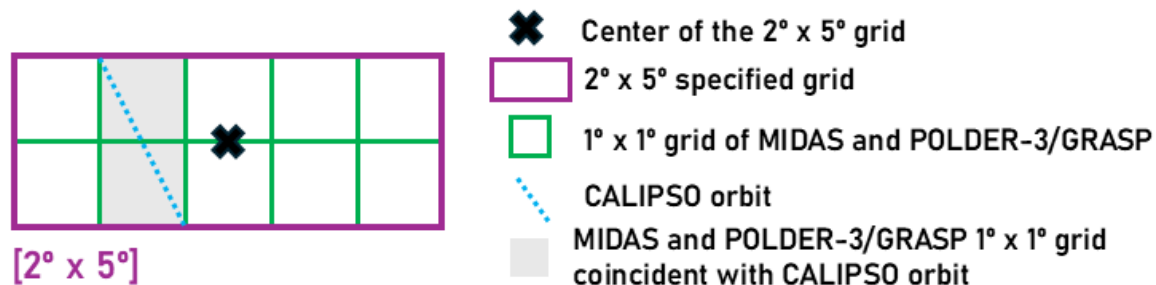 Center of the 2° x 5° grid
2° x 5° specified grid
1° x 1° grid of MIDAS and POLDER-3/GRASP
CALIPSO orbit
MIDAS and POLDER-3/GRASP 1° x 1° grid
coincident with CALIPSO orbit
[2° x 5°]